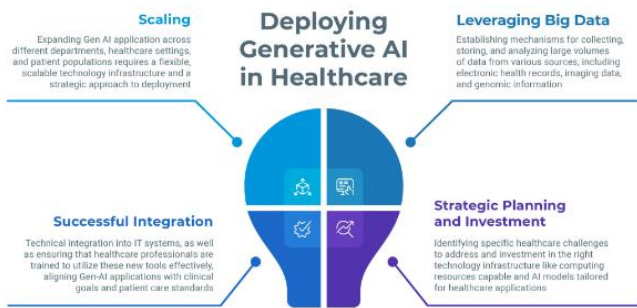 Deploying
Generative AI
in Healthcare
Scaling
Expanding Gen AI application across
different departments, healthcare settings,
and patient populations requires a flexible,
scalable technology infrastructure and a
strategic approach to deployment
Leveraging Big Data
Establishing mechanisms for collecting,
storing, and analyzing large volumes
of data from various sources, including
electronic health records, imaging data,
and genomic information
Successful Integration
Technical integration into IT systems, as well
as ensuring that healthcare professionals are
trained to utilize these new tools effectively,
aligning Gen-AI applications with clinical
goals and patient care standards
Strategic Planning
and Investment
Identifying specific healthcare challenges
to address and investment in the right
technology infrastructure like computing
resources capable and AI models tailored
for healthcare applications